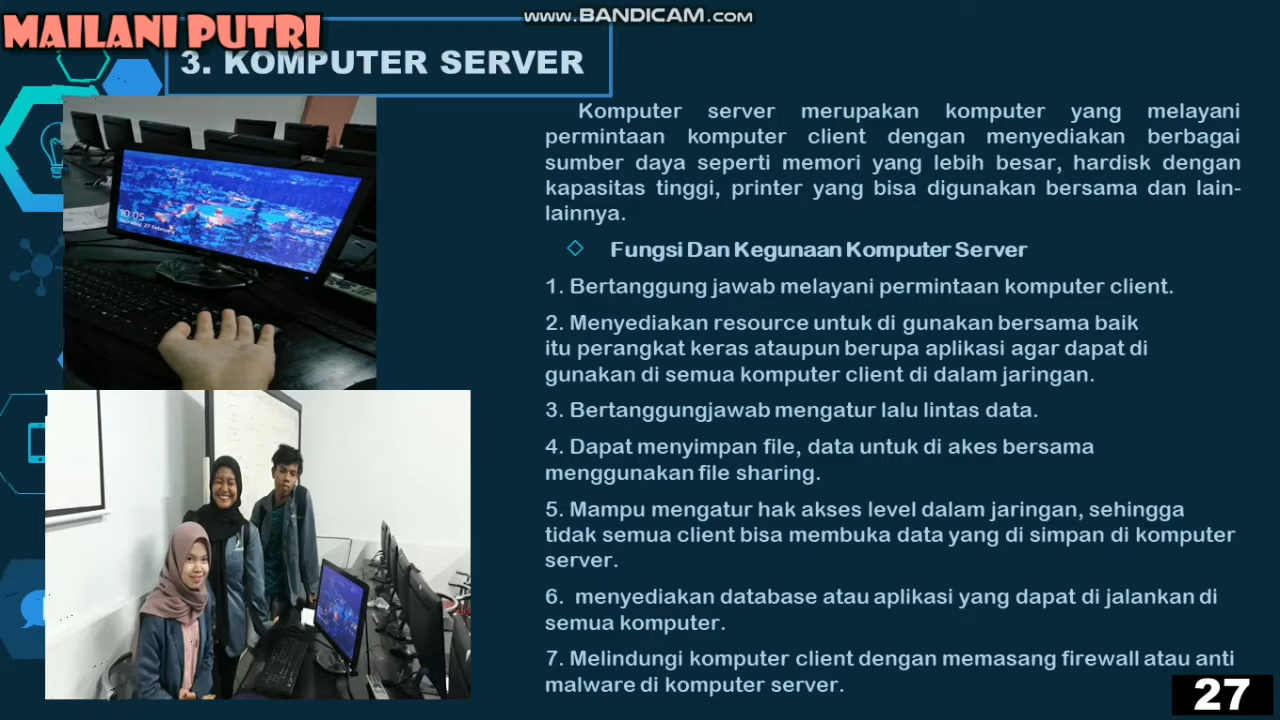 www.BANDICAM.com
MAILANI PUTRI
3. KOMPUTER SERVER
Komputer server merupakan komputer yang melayani
permintaan komputer client dengan menyediakan berbagai
sumber daya seperti memori yang lebih besar, hardisk dengan
kapasitas tinggi, printer yang bisa digunakan bersama dan lain-
lainnya.
Fungsi Dan Kegunaan Komputer Server
1. Bertanggung jawab melayani permintaan komputer client.
2. Menyediakan resource untuk di gunakan bersama baik
itu perangkat keras ataupun berupa aplikasi agar dapat di
gunakan di semua komputer client di dalam jaringan.
3. Bertanggungjawab mengatur lalu lintas data.
4. Dapat menyimpan file, data untuk di akes bersama
menggunakan file sharing.
5. Mampu mengatur hak akses level dalam jaringan, sehingga
tidak semua client bisa membuka data yang di simpan di komputer
server.
6. menyediakan database atau aplikasi yang dapat di jalankan di
semua komputer.
7. Melindungi komputer client dengan memasang firewall atau anti
malware di komputer server.
10:05
Thursday, 27 February
27